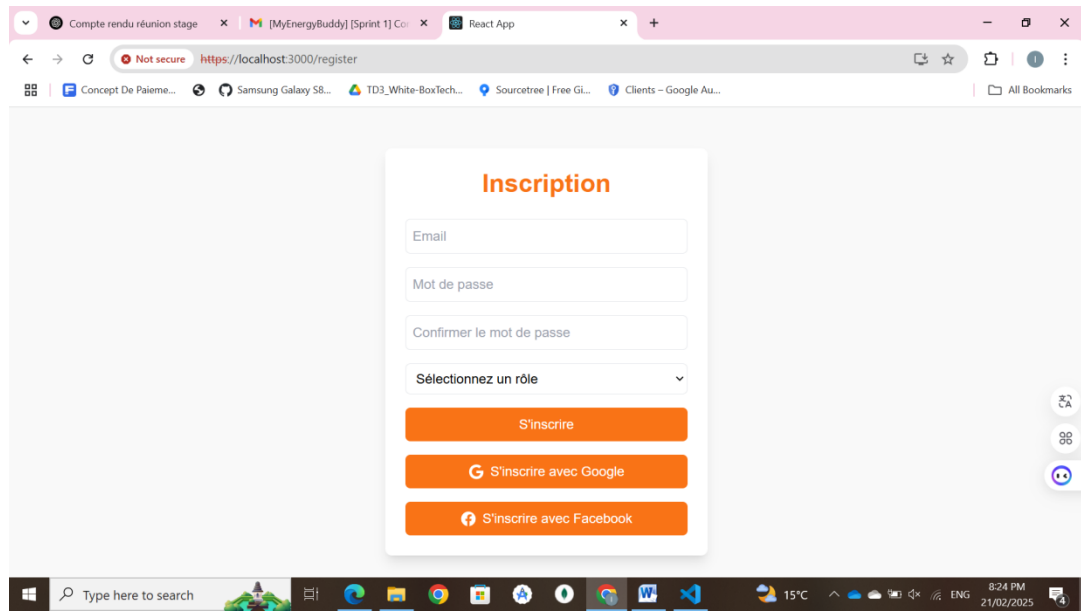 Compte rendu réunion stage
[MyEnergyBuddy] [Sprint 1] Co
React App
Not secure https://localhost:3000/register
Concept De Paieme...
Samsung Galaxy S8...
TD3_White-BoxTech...
Sourcetree | Free Gi...
Clients – Google Au...
All Bookmarks
Inscription
Email
Mot de passe
Confirmer le mot de passe
Sélectionnez un rôle
S'inscrire
S'inscrire avec Google
S'inscrire avec Facebook
Type here to search
15°C
ENG
8:24 PM
21/02/2025
4